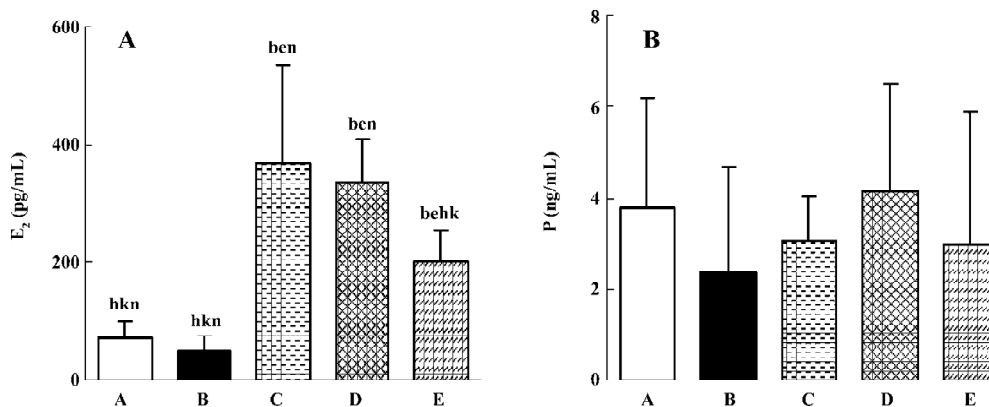 A
E₂ (pg/mL)
600
400
200
0
hkn
hkn
ben
ben
behk
A B C D E
B
P (ng/mL)
8
6
4
2
0
A B C D E